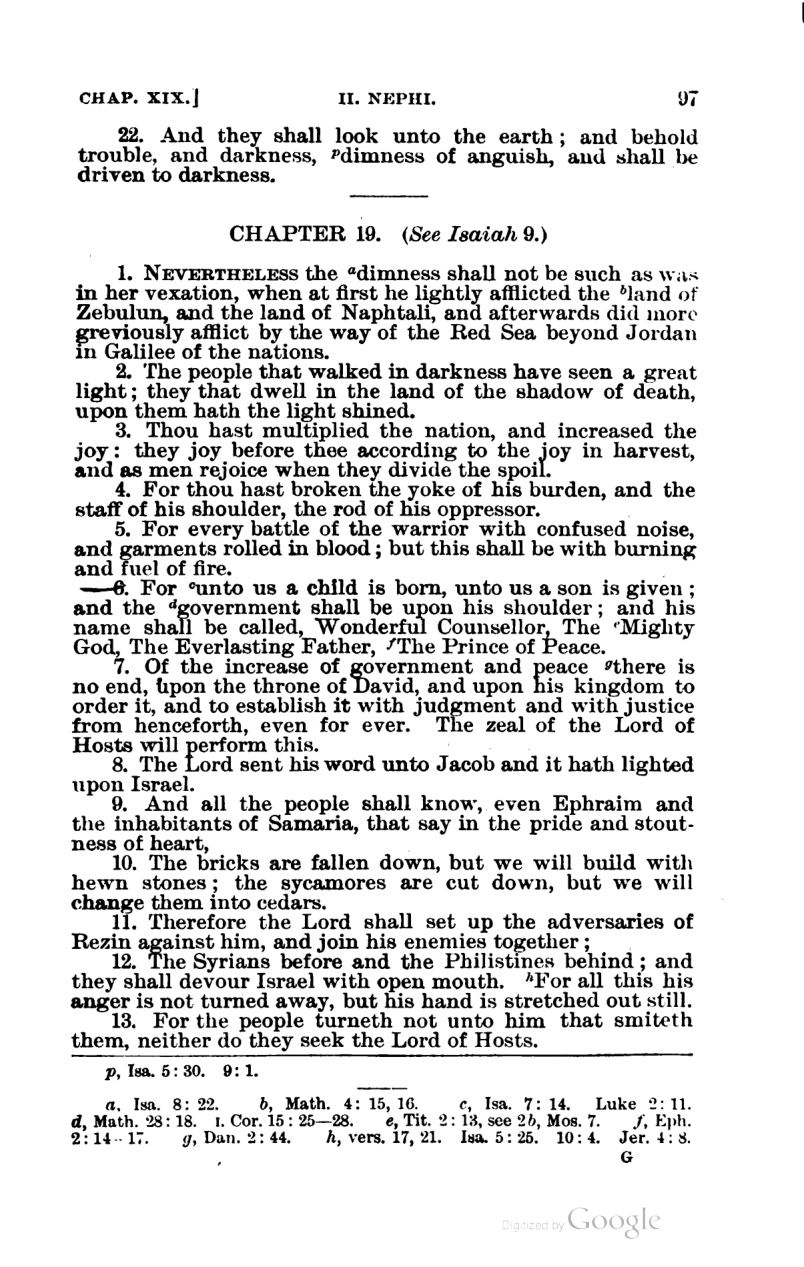 CHAP. XIX.] II. NEPHI. 97
22. And they shall look unto the earth; and behold
trouble, and darkness, pdimness of anguish, and shall be
driven to darkness.
CHAPTER 19. (See Isaiah 9.)
1. NEVERTHELESS the adimness shall not be such as was
in her vexation, when at first he lightly afflicted the bland of
Zebulun, and the land of Naphtali, and afterwards did more
greviously afflict by the way of the Red Sea beyond Jordan
in Galilee of the nations.
2. The people that walked in darkness have seen a great
light; they that dwell in the land of the shadow of death,
upon them hath the light shined.
3. Thou hast multiplied the nation, and increased the
joy: they joy before thee according to the joy in harvest,
and as men rejoice when they divide the spoil.
4. For thou hast broken the yoke of his burden, and the
staff of his shoulder, the rod of his oppressor.
5. For every battle of the warrior with confused noise,
and garments rolled in blood; but this shall be with burning
and fuel of fire.
6. For cunto us a child is born, unto us a son is given;
and the dgovernment shall be upon his shoulder; and his
name shall be called, Wonderful Counsellor, The eMighty
God, The Everlasting Father, fThe Prince of Peace.
7. Of the increase of government and peace gthere is
no end, upon the throne of David, and upon his kingdom to
order it, and to establish it with judgment and with justice
from henceforth, even for ever. The zeal of the Lord of
Hosts will perform this.
8. The Lord sent his word unto Jacob and it hath lighted
upon Israel.
9. And all the people shall know, even Ephraim and
the inhabitants of Samaria, that say in the pride and stout-
ness of heart,
10. The bricks are fallen down, but we will build with
hewn stones; the sycamores are cut down, but we will
change them into cedars.
11. Therefore the Lord shall set up the adversaries of
Rezin against him, and join his enemies together;
12. The Syrians before and the Philistines behind; and
they shall devour Israel with open mouth. hFor all this his
anger is not turned away, but his hand is stretched out still.
13. For the people turneth not unto him that smiteth
them, neither do they seek the Lord of Hosts.
p, Isa. 5: 30. 9: 1.
a, Isa. 8: 22. b, Math. 4: 15, 16. c, Isa. 7: 14. Luke 2: 11.
d, Math. 28: 18. I. Cor. 15: 25—28. e, Tit. 2: 13, see 2b, Mos. 7. f, Eph.
2: 14--17. g, Dan. 2: 44. h, vers. 17, 21. Isa. 5: 25. 10: 4. Jer. 4: 8.
G
Digitized by Google